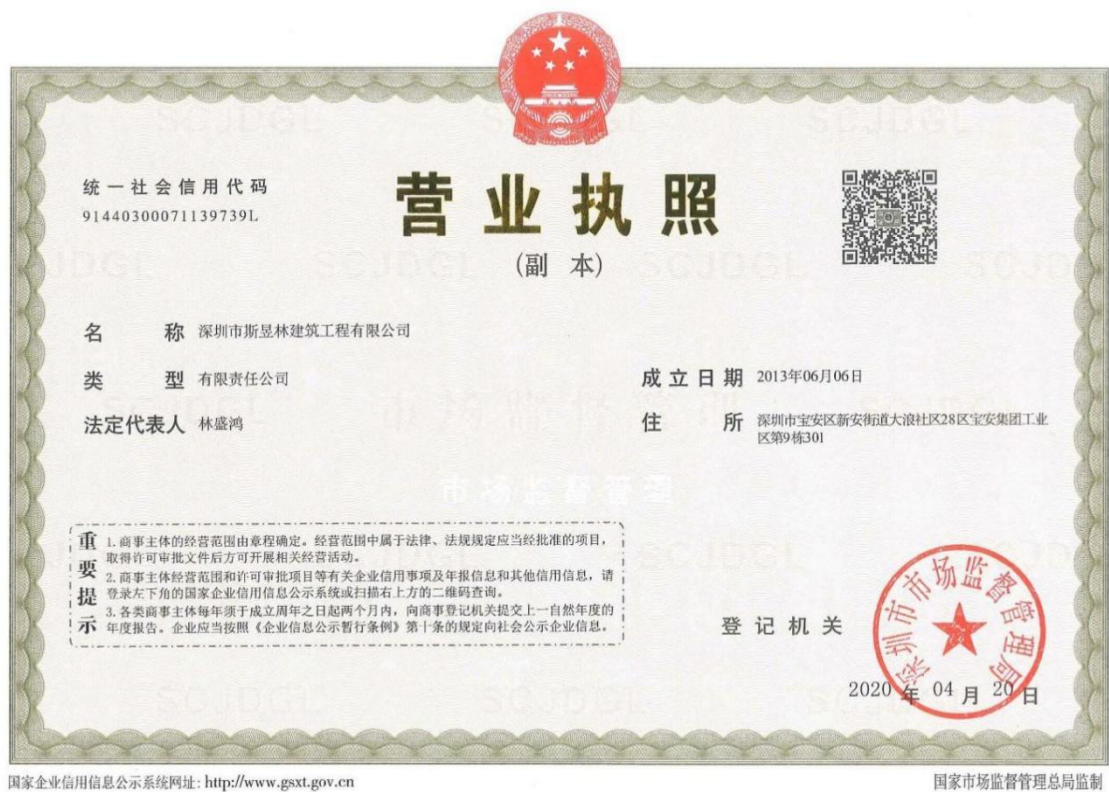 统一社会信用代码
91440300071139739L
营业执照
(副 本)
名 称 深圳市斯昱林建筑工程有限公司
类 型 有限责任公司
法定代表人 林盛鸿
成立日期 2013年06月06日
住 所 深圳市宝安区新安街道大浪社区28区宝安集团工业
区第9栋301
市场监督管理
重要提示
1. 商事主体的经营范围由章程确定。经营范围中属于法律、法规规定应当经批准的项目，
取得许可审批文件后方可开展相关经营活动。
2. 商事主体经营范围和许可审批项目等有关企业信用事项及年报信息和其他信用信息，请
登录左下角的国家企业信用信息公示系统或扫描右上方的二维码查询。
3. 各类商事主体每年须于成立周年之日起两个月内，向商事登记机关提交上一自然年度的
年度报告。企业应当按照《企业信息公示暂行条例》第十条的规定向社会公示企业信息。
登记机关
深圳市市场监督管理局
2020 年 04 月 20 日
国家企业信用信息公示系统网址: http://www.gsxt.gov.cn
国家市场监督管理总局监制